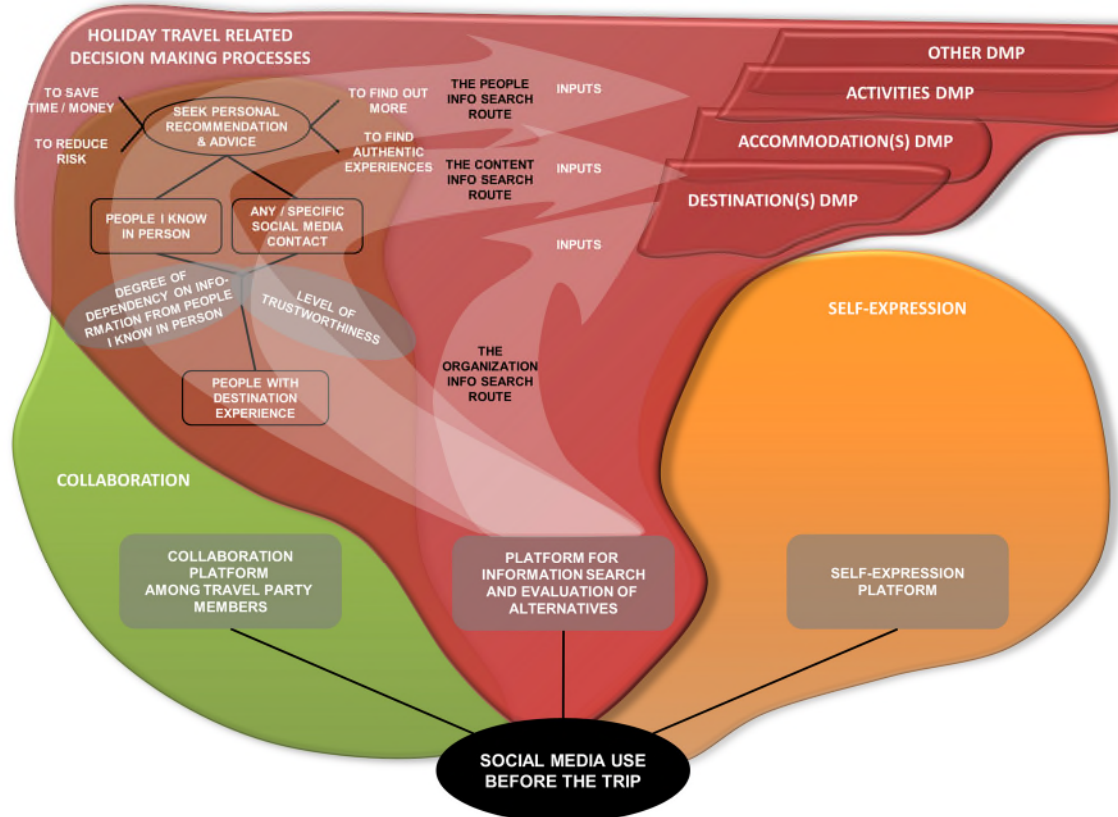 HOLIDAY TRAVEL RELATED
DECISION MAKING PROCESSES
TO SAVE
TIME / MONEY
TO REDUCE
RISK
SEEK PERSONAL
RECOMMENDATION
& ADVICE
TO FIND OUT
MORE
TO FIND
AUTHENTIC
EXPERIENCES
THE PEOPLE
INFO SEARCH
ROUTE
INPUTS
THE CONTENT
INFO SEARCH
ROUTE
INPUTS
INPUTS
OTHER DMP
ACTIVITIES DMP
ACCOMMODATION(S) DMP
DESTINATION(S) DMP
PEOPLE I KNOW
IN PERSON
ANY / SPECIFIC
SOCIAL MEDIA
CONTACT
DEGREE OF
DEPENDENCY ON INFO-
RMATION FROM PEOPLE
I KNOW IN PERSON
LEVEL OF
TRUSTWORTHINESS
PEOPLE WITH
DESTINATION
EXPERIENCE
THE
ORGANIZATION
INFO SEARCH
ROUTE
SELF-EXPRESSION
COLLABORATION
COLLABORATION
PLATFORM
AMONG TRAVEL PARTY
MEMBERS
PLATFORM FOR
INFORMATION SEARCH
AND EVALUATION OF
ALTERNATIVES
SELF-EXPRESSION
PLATFORM
SOCIAL MEDIA USE
BEFORE THE TRIP